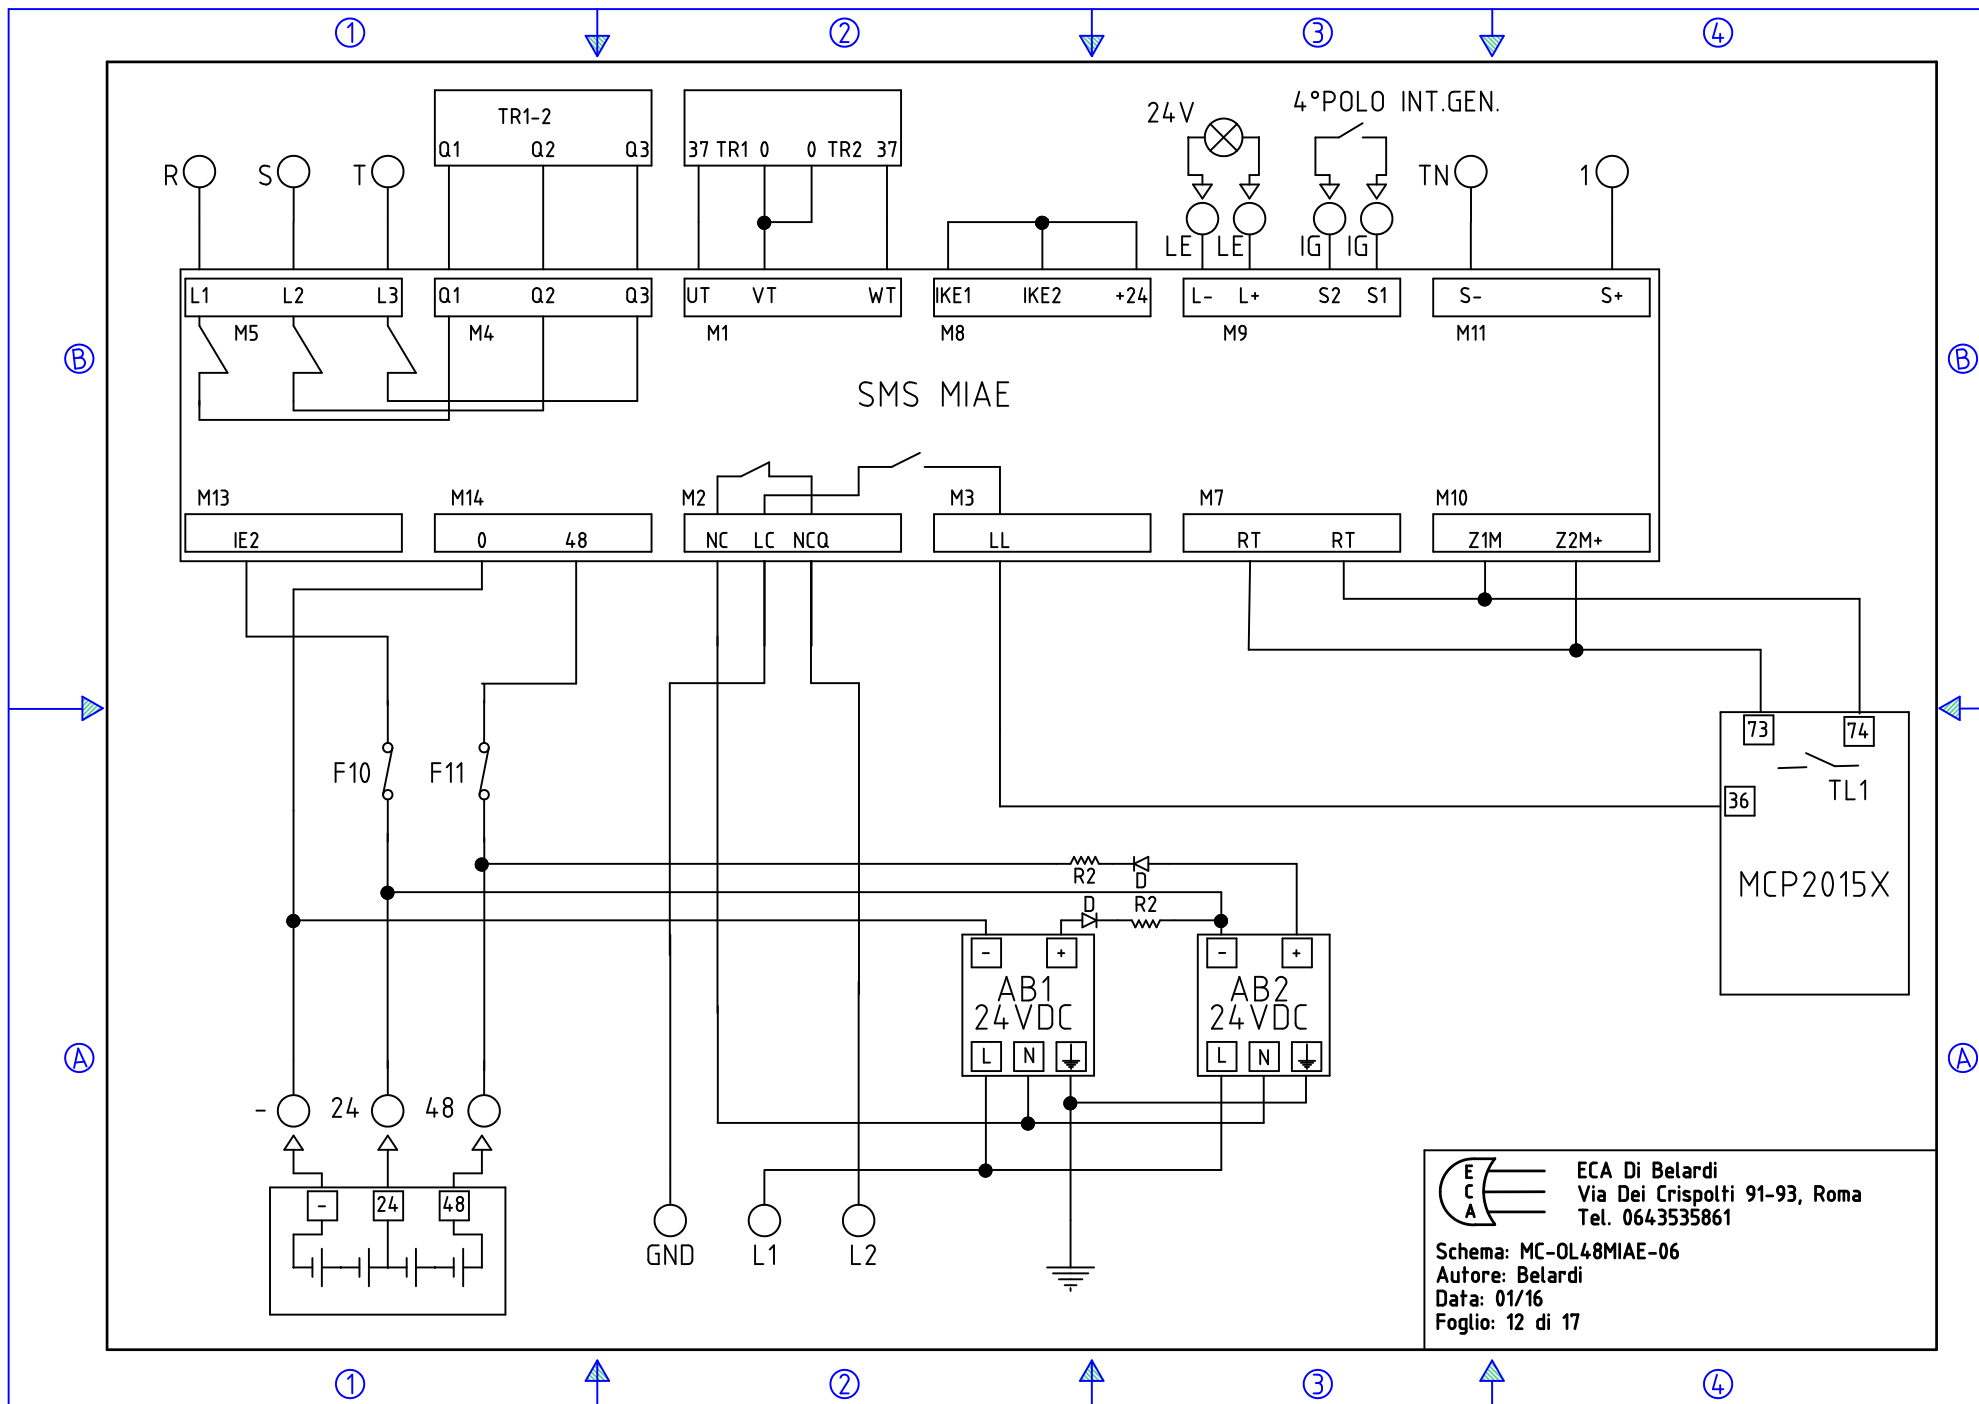 1 2 3 4
TR1-2
Q1 Q2 Q3
37 TR1 0 0 TR2 37
24V
4°POLO INT.GEN.
R S T
TN 1
LE LE IG IG
L1 L2 L3
Q1 Q2 Q3
UT VT WT
IKE1 IKE2 +24
L- L+ S2 S1
S- S+
M5 M4 M1 M8 M9 M11
B B
SMS MIAE
M13 M14 M2 M3 M7 M10
IE2
0 48
NC LC NCQ
LL
RT RT
Z1M Z2M+
73 74
F10 F11
TL1
36
R2 D
D R2
MCP2015X
- + - +
AB1
24VDC
AB2
24VDC
L N L N
A A
- 24 48
- 24 48
GND L1 L2
E
C
A
ECA Di Belardi
Via Dei Crispolti 91-93, Roma
Tel. 0643535861
Schema: MC-OL48MIAE-06
Autore: Belardi
Data: 01/16
Foglio: 12 di 17
1 2 3 4